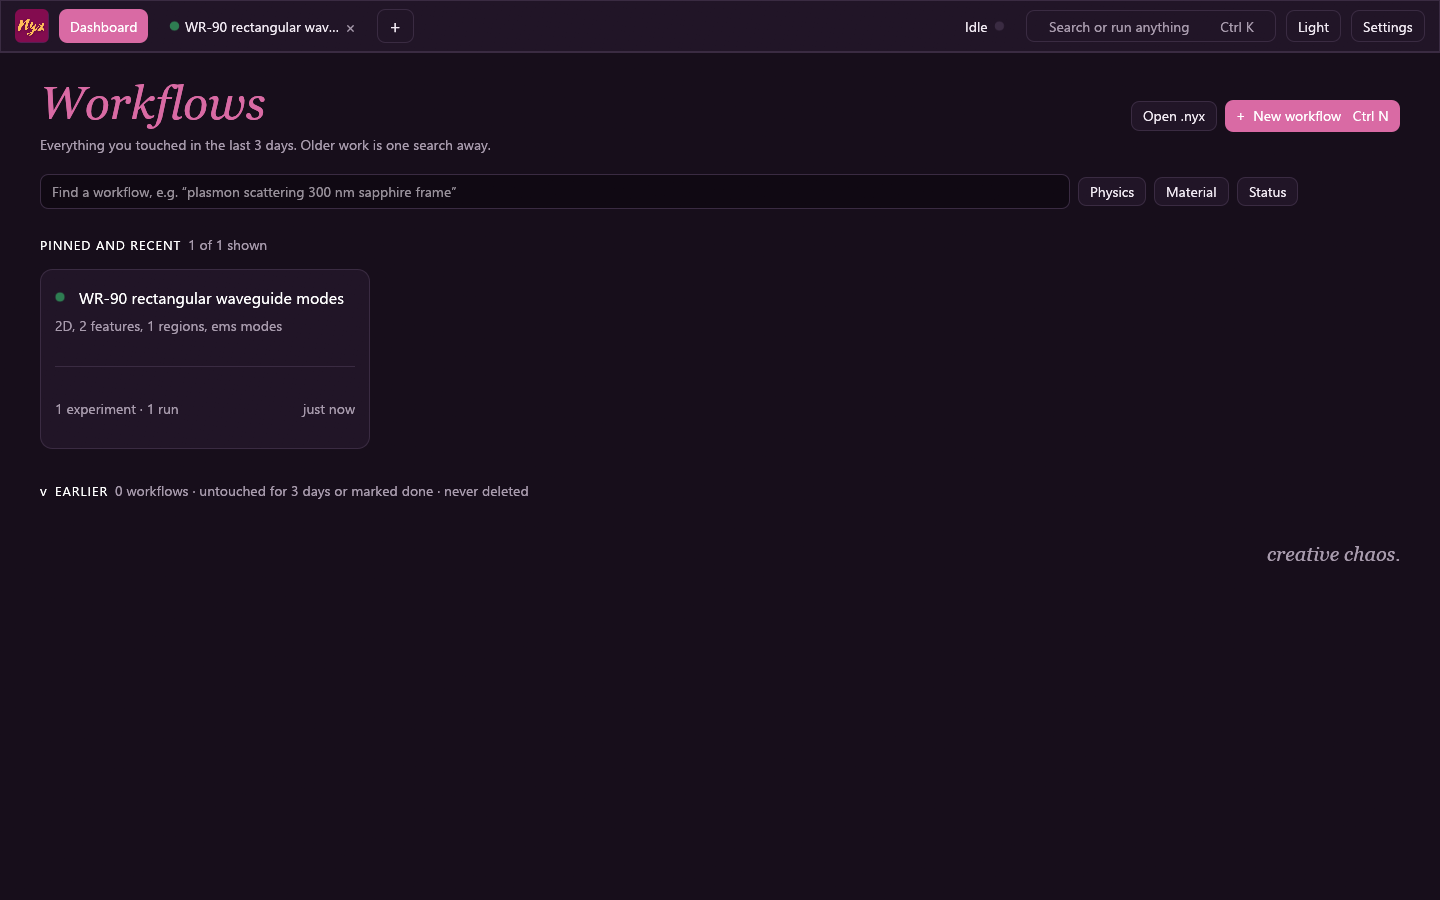 Nyx Dashboard WR-90 rectangular wav... × + Idle Search or run anything Ctrl K Light Settings
Workflows
Everything you touched in the last 3 days. Older work is one search away.
Open .nyx + New workflow Ctrl N
Find a workflow, e.g. “plasmon scattering 300 nm sapphire frame” Physics Material Status
PINNED AND RECENT 1 of 1 shown
WR-90 rectangular waveguide modes
2D, 2 features, 1 regions, ems modes
1 experiment · 1 run just now
v EARLIER 0 workflows · untouched for 3 days or marked done · never deleted
creative chaos.